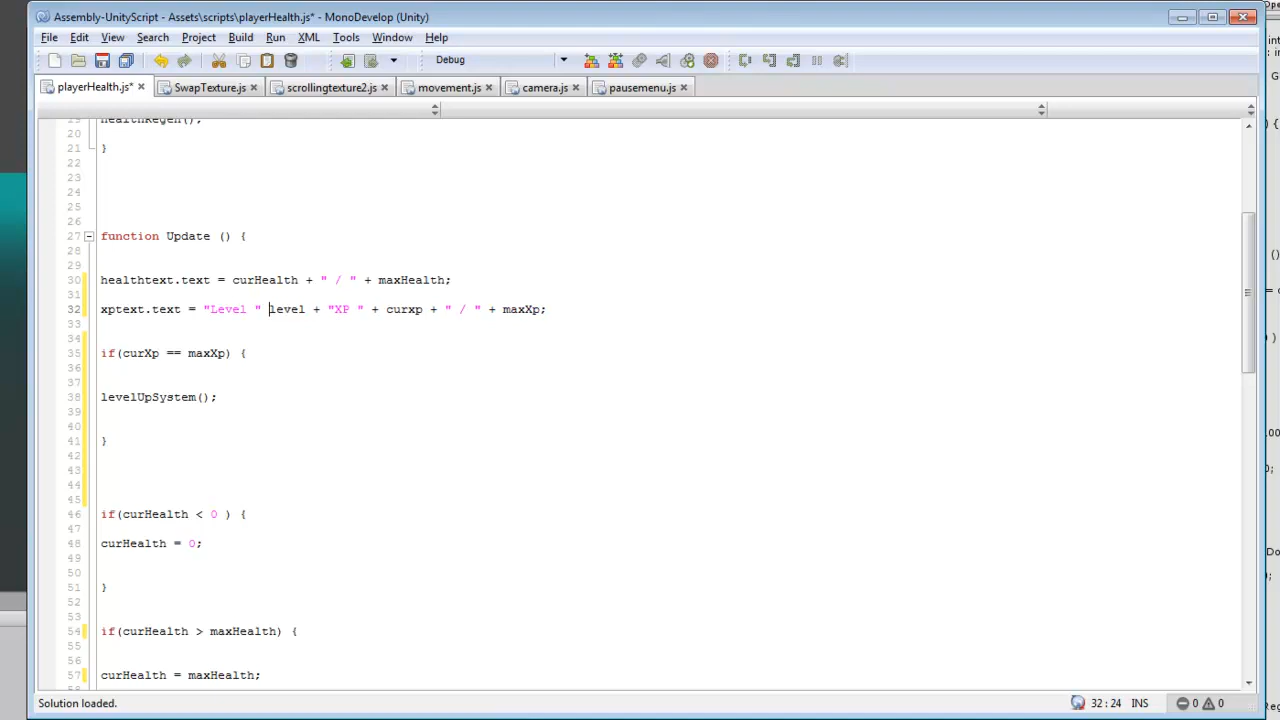 Assembly-UnityScript - Assets\scripts\playerHealth.js* - MonoDevelop (Unity)
File Edit View Search Project Build Run XML Tools Window Help
Debug
playerHealth.js* SwapTexture.js scrollingtexture2.js movement.js camera.js pausemenu.js
19 healthRegen();
20
21 }
22
23
24
25
26
27 function Update () {
28
29
30 healthtext.text = curHealth + " / " + maxHealth;
31
32 xptext.text = "Level " level + "XP " + curxp + " / " + maxXp;
33
34
35 if(curXp == maxXp) {
36
37
38 levelUpSystem();
39
40
41 }
42
43
44
45
46 if(curHealth < 0 ) {
47
48 curHealth = 0;
49
50
51 }
52
53
54 if(curHealth > maxHealth) {
55
56
57 curHealth = maxHealth;
Solution loaded. 32 : 24 INS 0 0